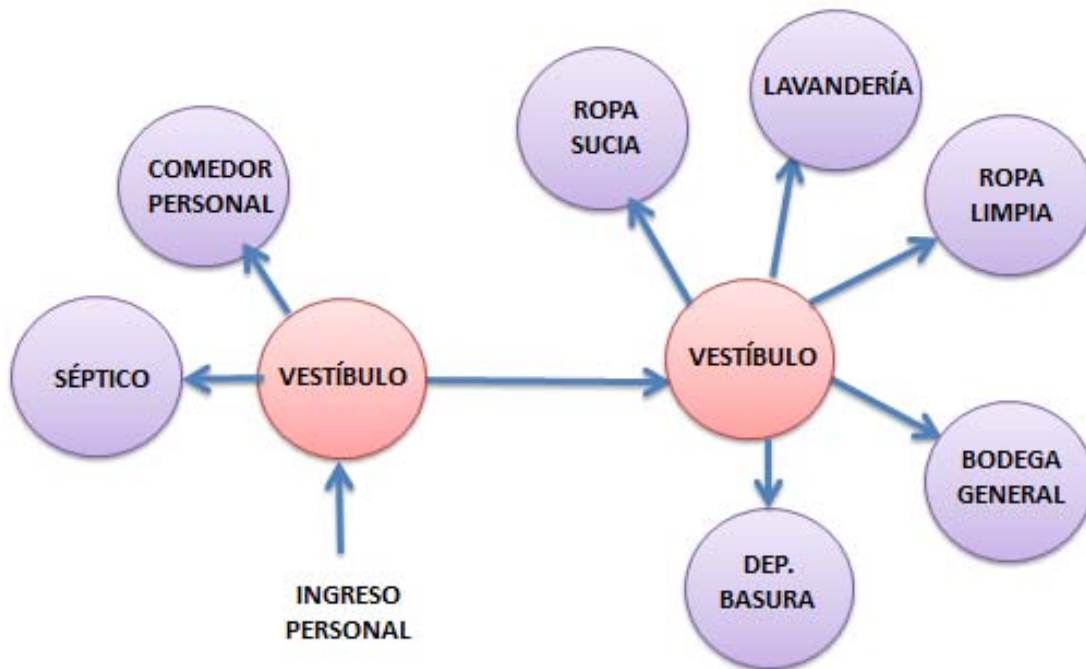 ROPA
SUCIA
LAVANDERÍA
COMEDOR
PERSONAL
ROPA
LIMPIA
SÉPTICO
VESTÍBULO
VESTÍBULO
BODEGA
GENERAL
DEP.
BASURA
INGRESO
PERSONAL